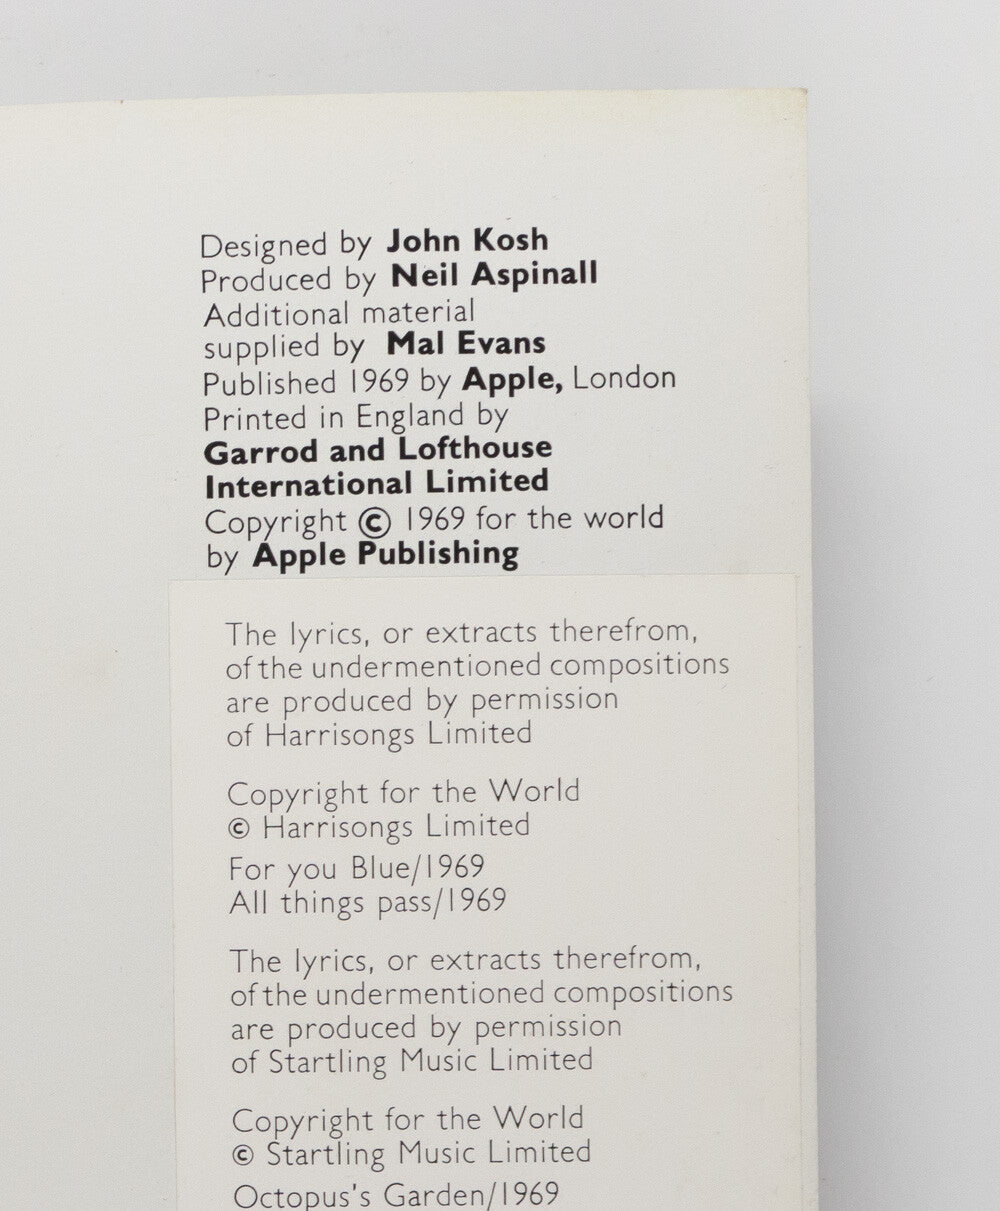 Designed by John Kosh
Produced by Neil Aspinall
Additional material
supplied by Mal Evans
Published 1969 by Apple, London
Printed in England by
Garrod and Lofthouse
International Limited
Copyright © 1969 for the world
by Apple Publishing
The lyrics, or extracts therefrom,
of the undermentioned compositions
are produced by permission
of Harrisongs Limited
Copyright for the World
© Harrisongs Limited
For you Blue/1969
All things pass/1969
The lyrics, or extracts therefrom,
of the undermentioned compositions
are produced by permission
of Startling Music Limited
Copyright for the World
© Startling Music Limited
Octopus's Garden/1969